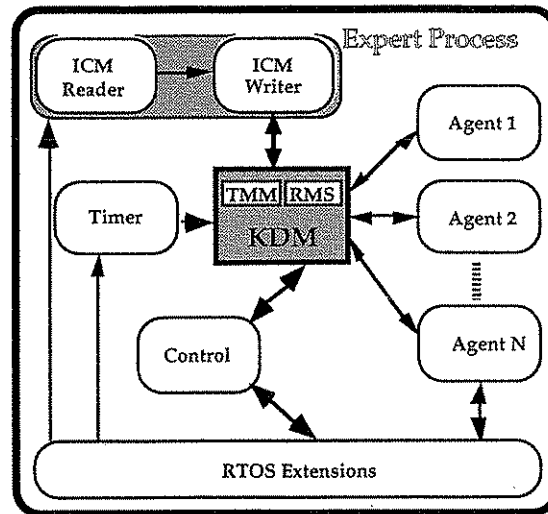 Expert Process
ICM
Reader
ICM
Writer
Agent 1
TMM
RMS
KDM
Timer
Agent 2
Control
Agent N
RTOS Extensions